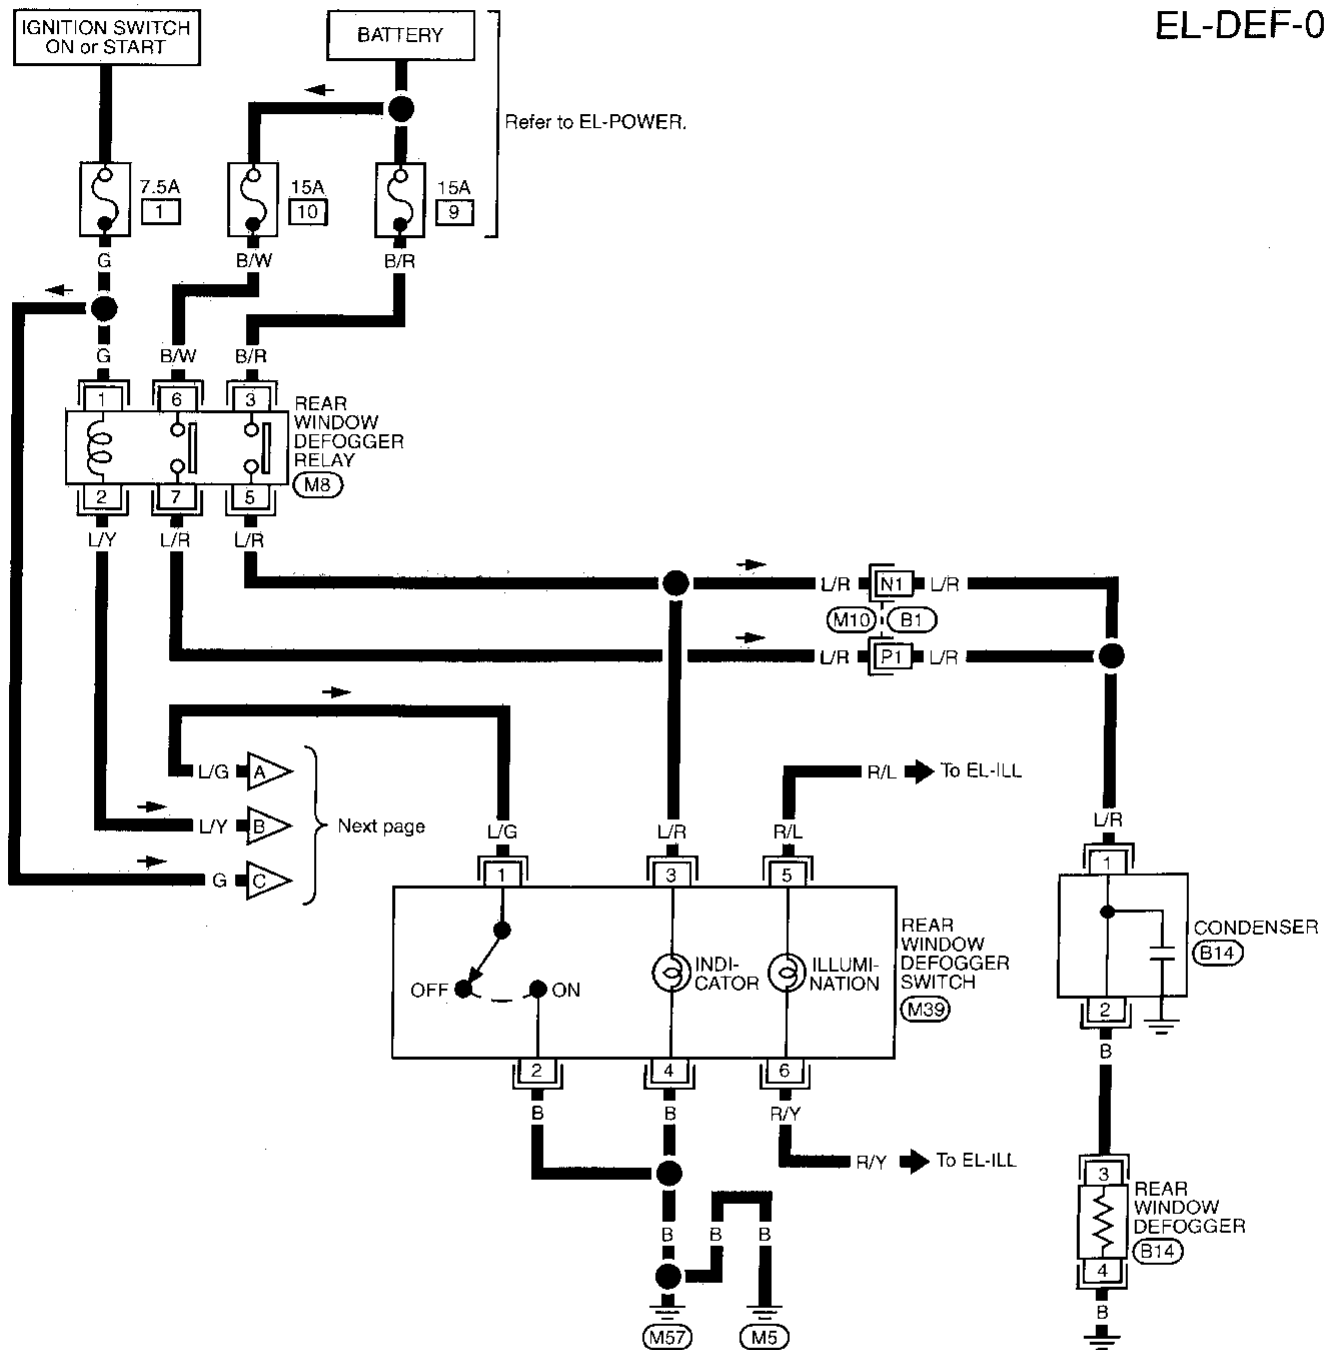 EL-DEF-0
IGNITION SWITCH
ON or START
BATTERY
Refer to EL-POWER.
7.5A
1
15A
10
15A
9
G
B/W
B/R
G
B/W
B/R
1
6
3
REAR
WINDOW
DEFOGGER
RELAY
M8
2
7
5
L/Y
L/R
L/R
L/R
N1
L/R
M10
B1
L/R
P1
L/R
L/G
A
L/Y
B
G
C
Next page
R/L
To EL-ILL
L/G
L/R
R/L
L/R
1
3
5
1
OFF
ON
INDI-
CATOR
ILLUMI-
NATION
REAR
WINDOW
DEFOGGER
SWITCH
M39
CONDENSER
B14
2
4
6
2
B
B
R/Y
B
R/Y
To EL-ILL
3
REAR
WINDOW
DEFOGGER
B14
4
B
B
B
B
M57
M5